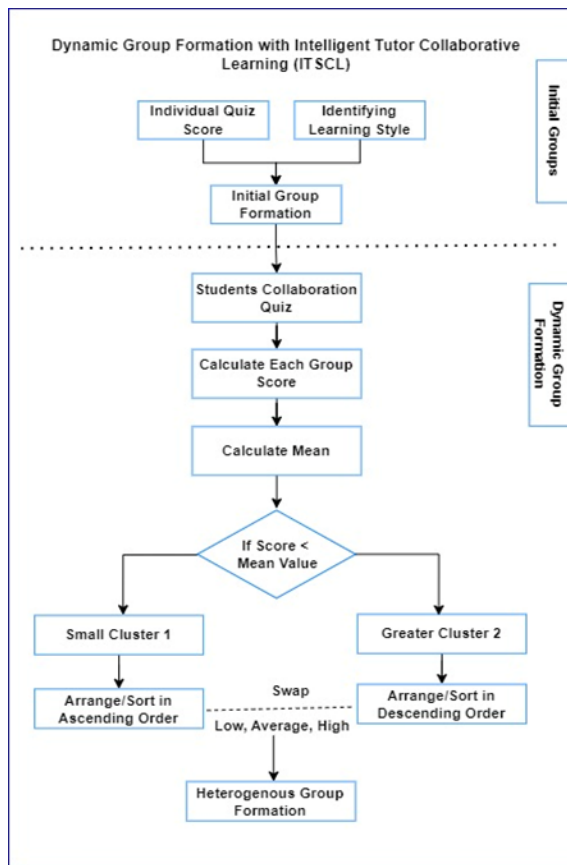 Dynamic Group Formation with Intelligent Tutor Collaborative
Learning (ITSCL)
Individual Quiz
Score
Identifying
Learning Style
Initial Groups
Initial Group
Formation
Students Collaboration
Quiz
Dynamic Group
Formation
Calculate Each Group
Score
Calculate Mean
If Score <
Mean Value
Small Cluster 1
Greater Cluster 2
Arrange/Sort in
Ascending Order
Swap
Arrange/Sort in
Descending Order
Low, Average, High
Heterogenous Group
Formation